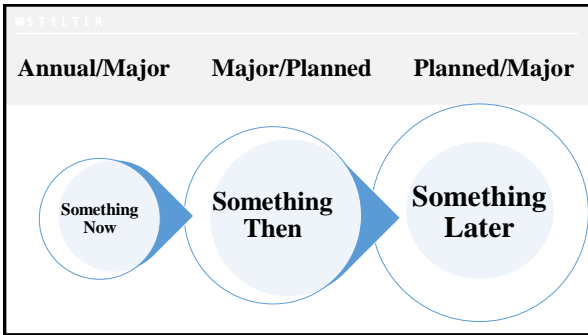 STELTER
Annual/Major Major/Planned Planned/Major
Something
Now
Something
Then
Something
Later